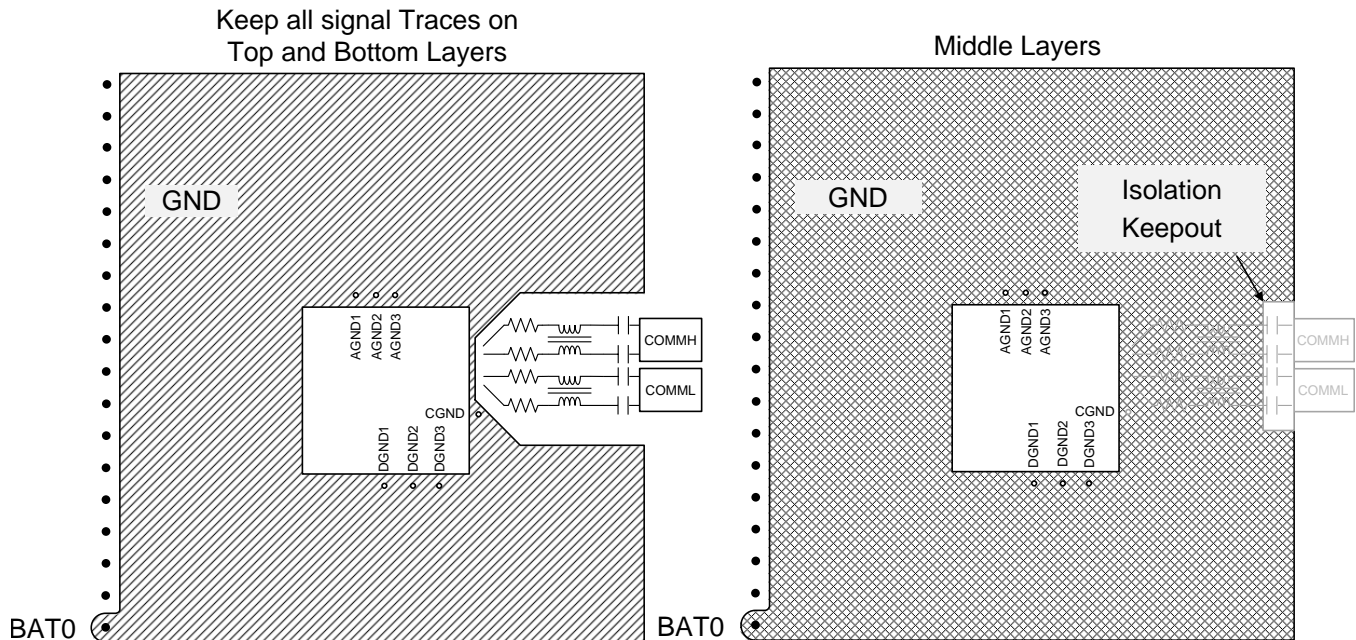 Keep all signal Traces on
Top and Bottom Layers
GND
AGND1
AGND2
AGND3
COMMH
COMML
CGND
DGND1
DGND2
DGND3
BAT0
Middle Layers
GND
Isolation
Keepout
AGND1
AGND2
AGND3
COMMH
COMML
CGND
DGND1
DGND2
DGND3
BAT0